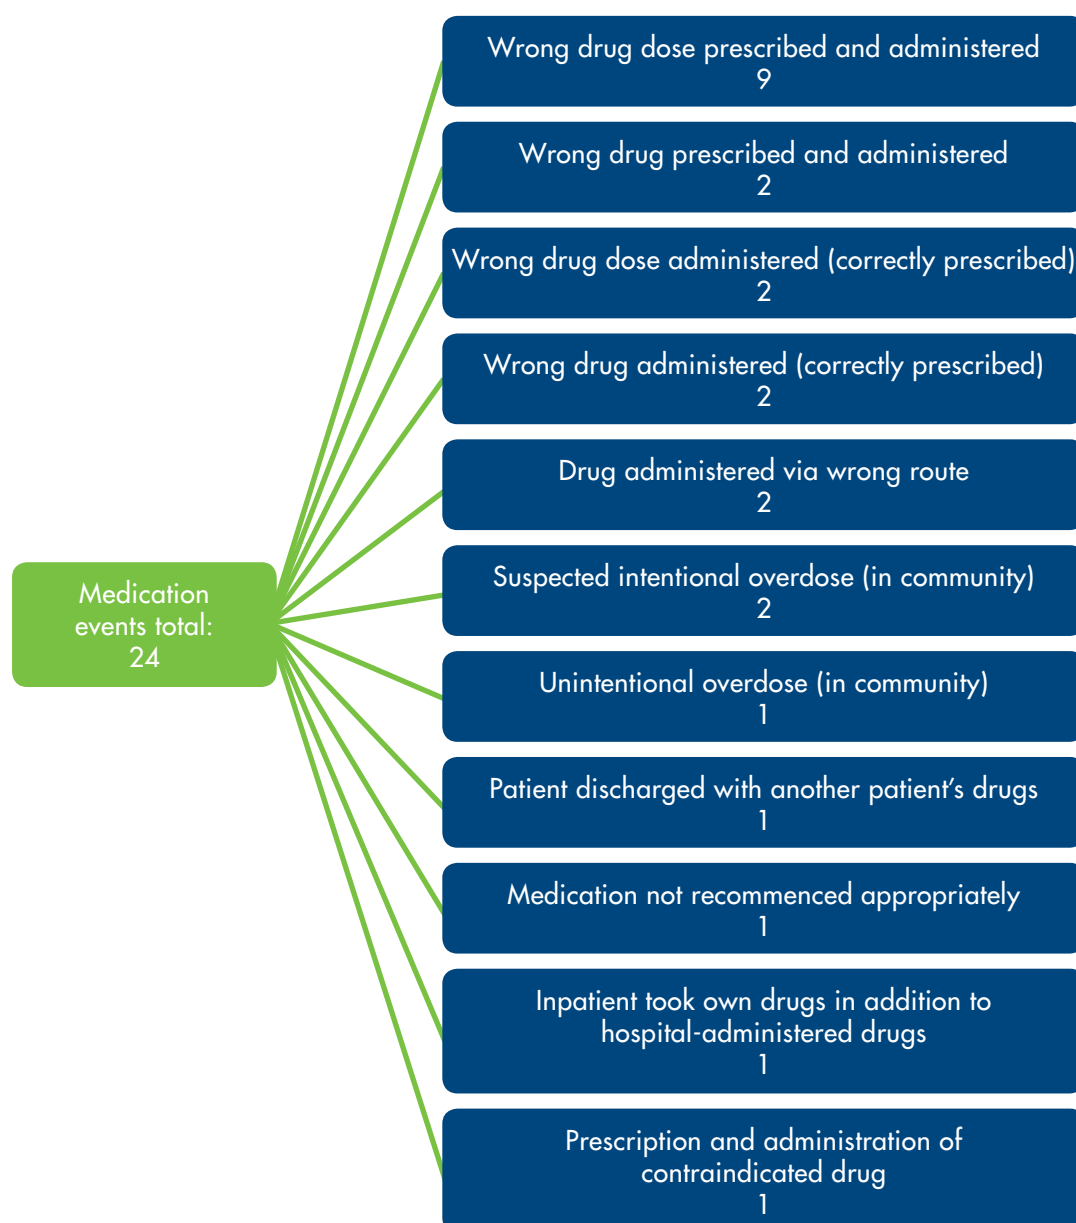 Wrong drug dose prescribed and administered
9
Wrong drug prescribed and administered
2
Wrong drug dose administered (correctly prescribed)
2
Wrong drug administered (correctly prescribed)
2
Drug administered via wrong route
2
Medication
events total:
24
Suspected intentional overdose (in community)
2
Unintentional overdose (in community)
1
Patient discharged with another patient’s drugs
1
Medication not recommenced appropriately
1
Inpatient took own drugs in addition to
hospital-administered drugs
1
Prescription and administration of
contraindicated drug
1